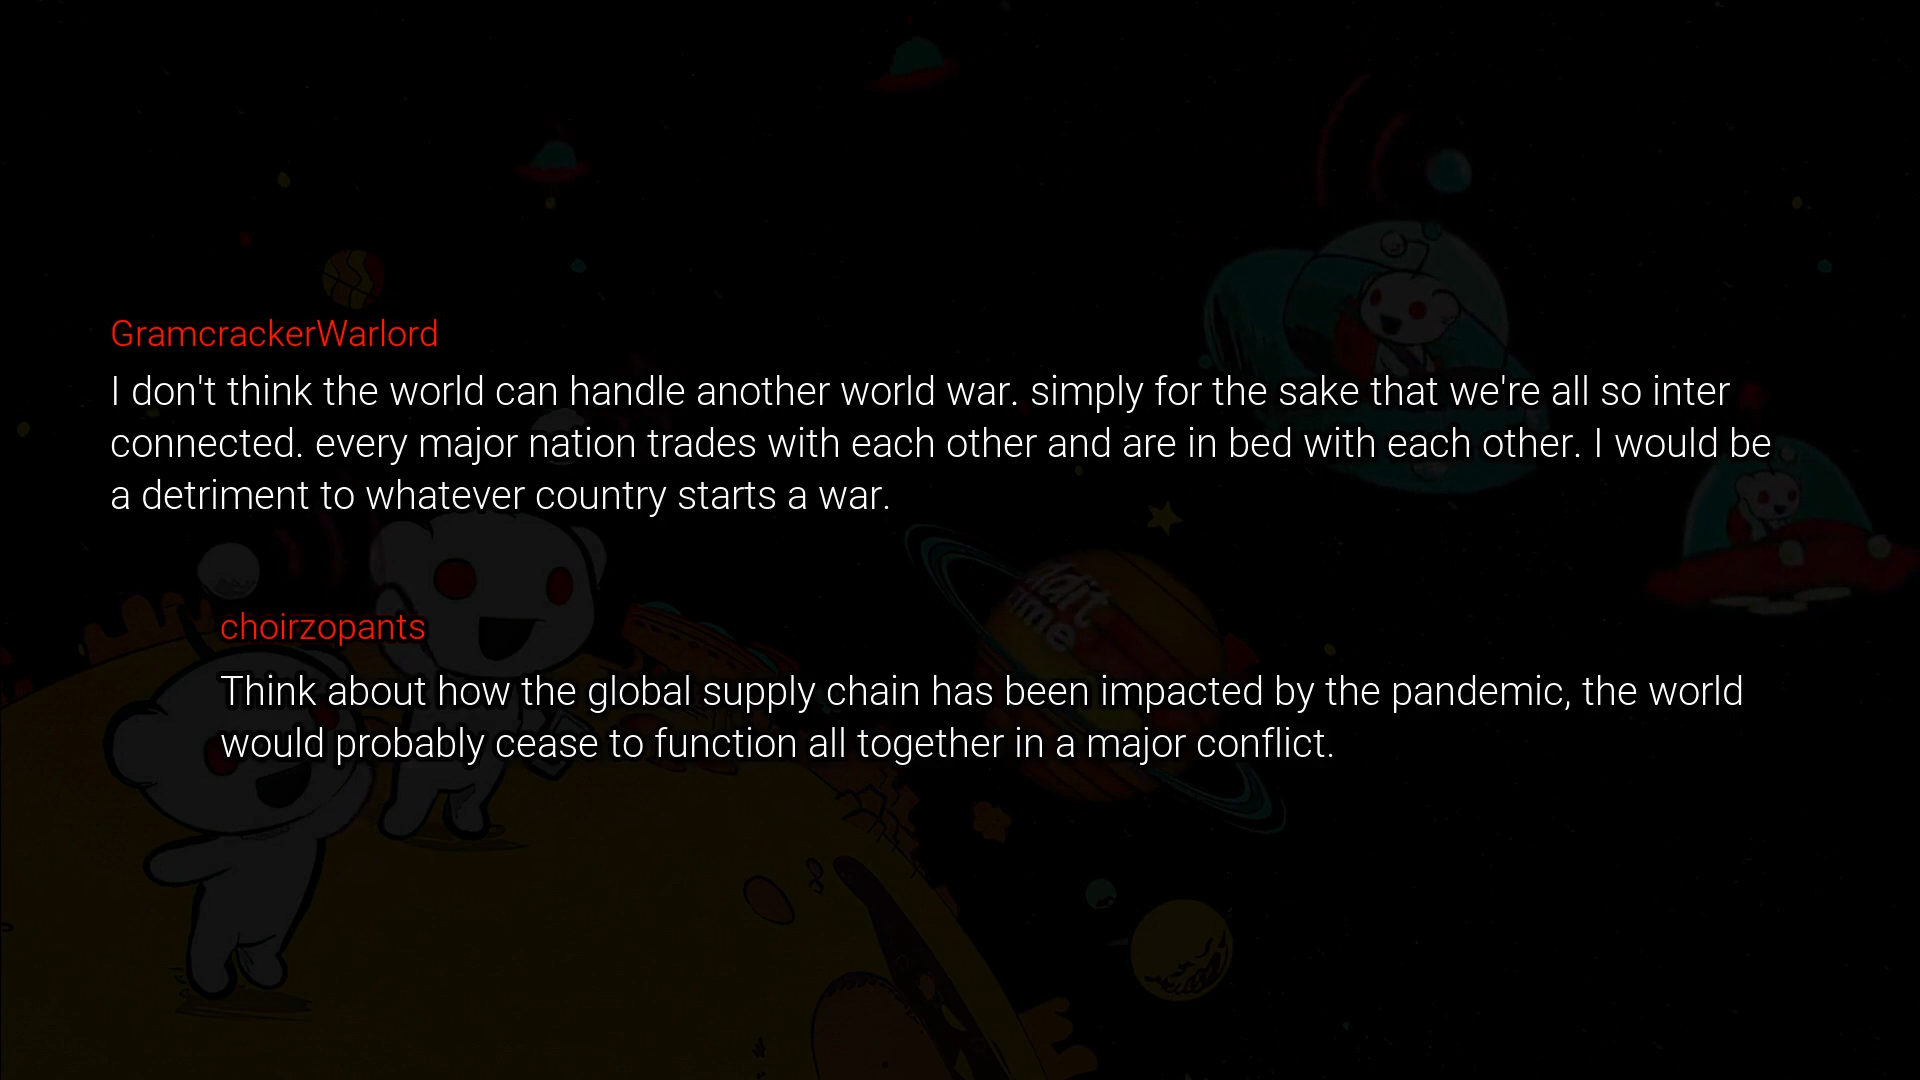 GramcrackerWarlord
I don't think the world can handle another world war. simply for the sake that we're all so inter
connected. every major nation trades with each other and are in bed with each other. I would be
a detriment to whatever country starts a war.
choirzopants
Think about how the global supply chain has been impacted by the pandemic, the world
would probably cease to function all together in a major conflict.